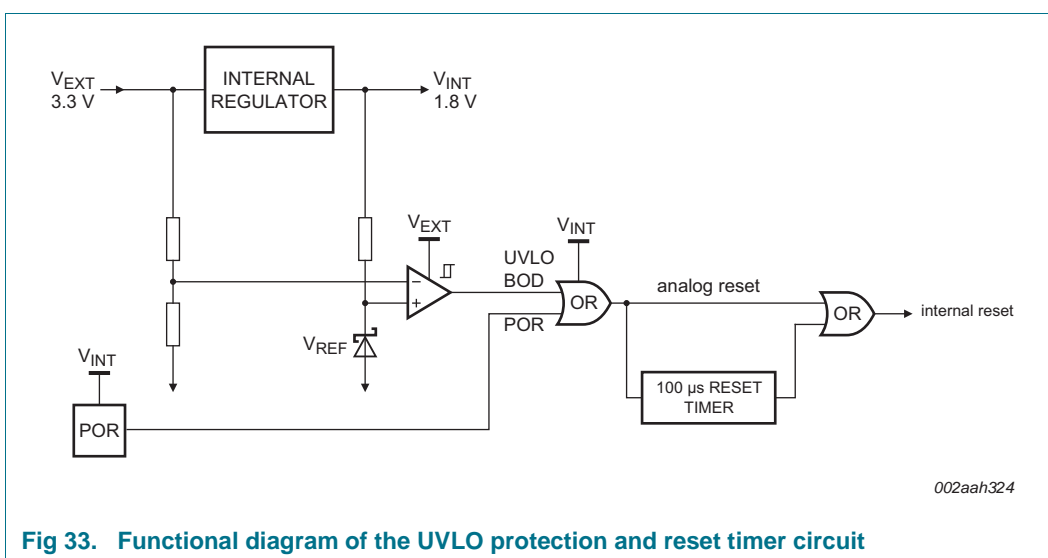 VEXT
3.3 V
INTERNAL
REGULATOR
VINT
1.8 V
VEXT
−
+
VREF
UVLO
BOD
POR
VINT
OR
analog reset
OR
internal reset
100 µs RESET
TIMER
VINT
POR
002aah324
Fig 33. Functional diagram of the UVLO protection and reset timer circuit